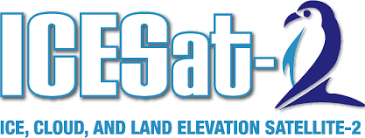 ICESat-2
ICE, CLOUD, AND LAND ELEVATION SATELLITE-2